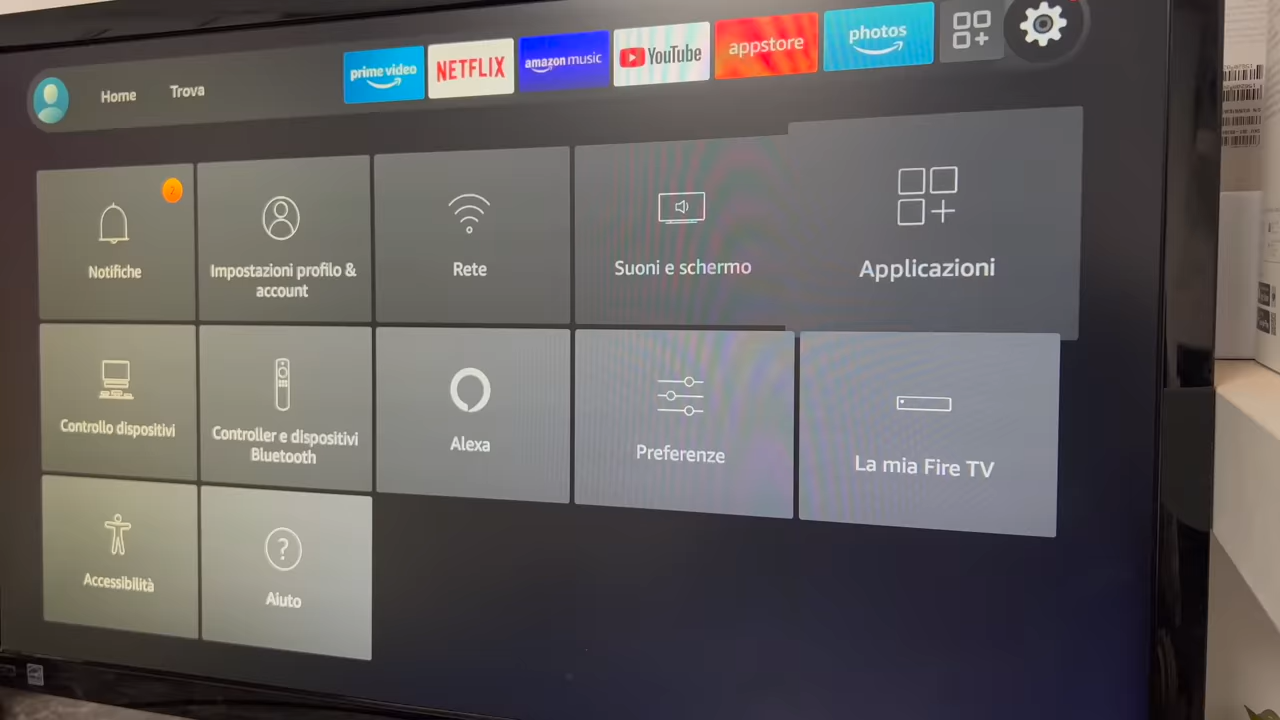 Home
Trova
prime video
NETFLIX
amazon music
YouTube
appstore
photos
2
Notifiche
Impostazioni profilo &
account
Rete
Suoni e schermo
Applicazioni
Controllo dispositivi
Controller e dispositivi
Bluetooth
Alexa
Preferenze
La mia Fire TV
Accessibilità
?
Aiuto